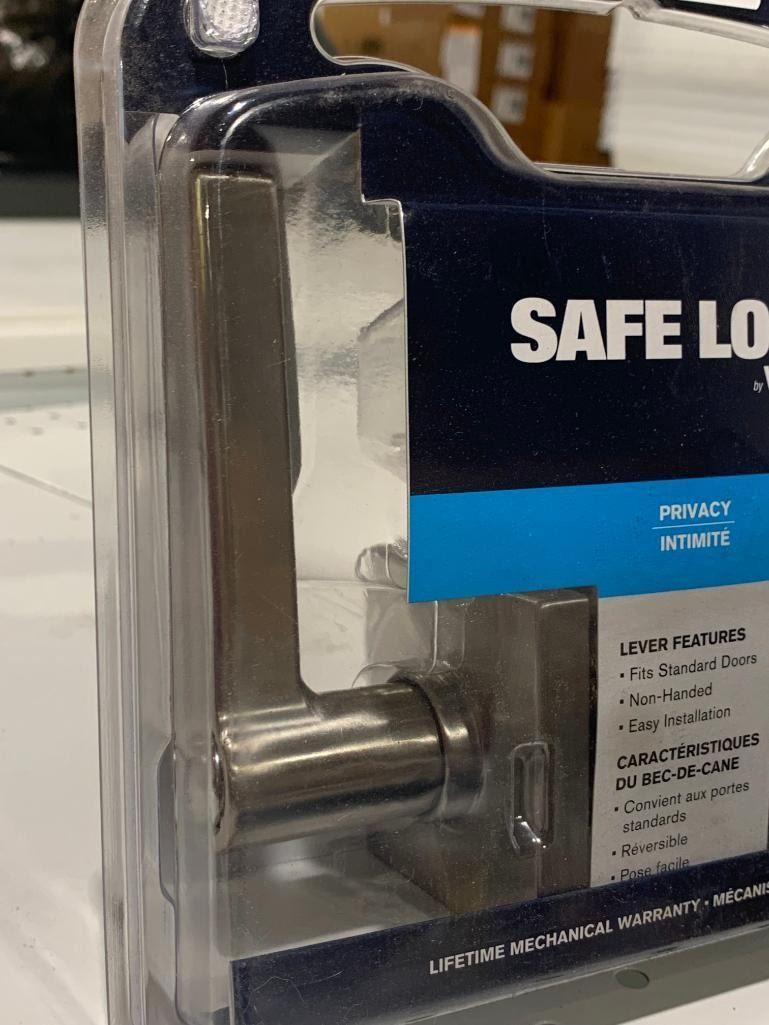 SAFE LO
by
PRIVACY
INTIMITÉ
LEVER FEATURES
▪ Fits Standard Doors
▪ Non-Handed
▪ Easy Installation
CARACTÉRISTIQUES
DU BEC-DE-CANE
▪ Convient aux portes
standards
▪ Réversible
▪ Pose facile
LIFETIME MECHANICAL WARRANTY ▪ MÉCANIS